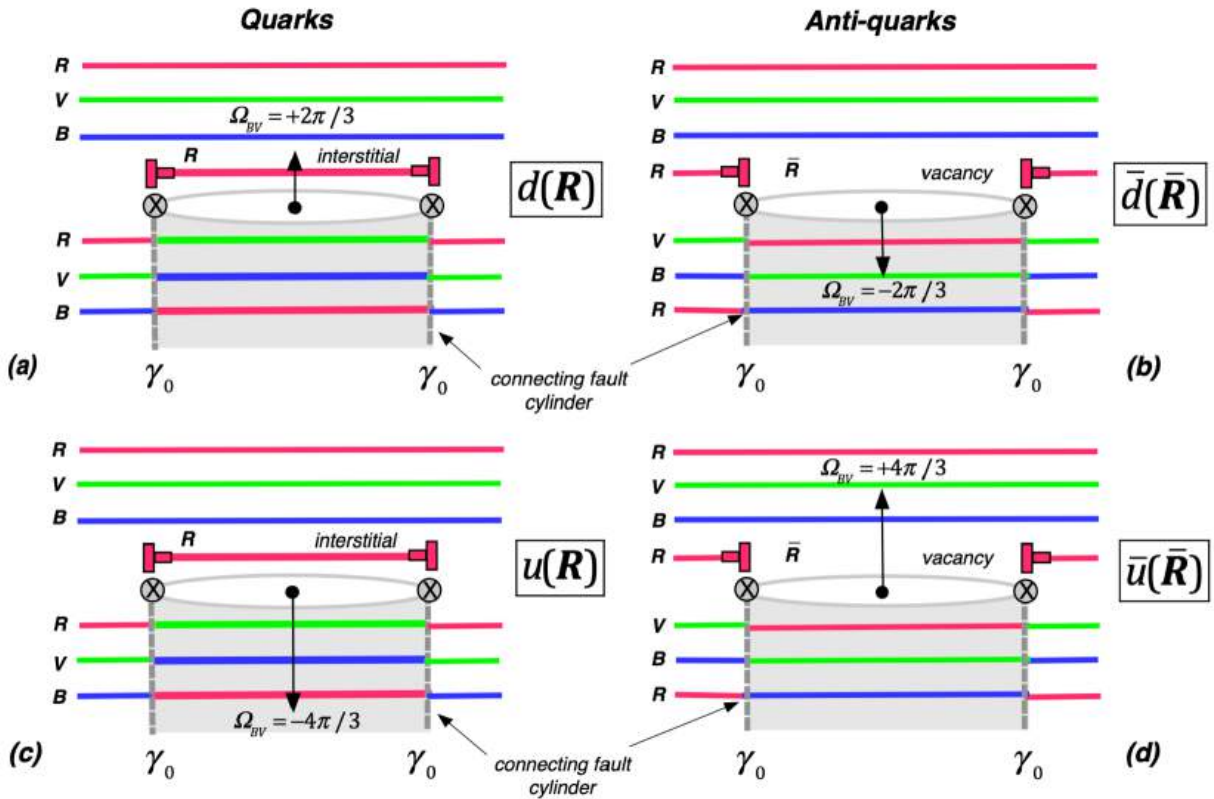 Quarks
Anti-quarks
R
V
Ω_BV = +2π/3
B
R interstitial
d(R)
R
V
B
γ₀ γ₀
(a)
R
V
B
R R̄ vacancy
d̄(R̄)
V
B
Ω_BV = −2π/3
R
γ₀ γ₀
(b)
connecting fault
cylinder
R
V
B
R interstitial
u(R)
R
V
B
Ω_BV = −4π/3
γ₀ γ₀
(c)
R
Ω_BV = +4π/3
V
B
R R̄ vacancy
ū(R̄)
V
B
R
γ₀ γ₀
(d)
connecting fault
cylinder